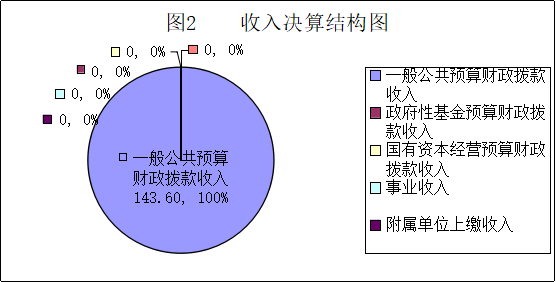 图2 收入决算结构图
0, 0%
0, 0%
0, 0%
0, 0%
0, 0%
一般公共预算
财政拨款收入
143.60, 100%
一般公共预算财政拨款
收入
政府性基金预算财政拨
款收入
国有资本经营预算财政
拨款收入
事业收入
附属单位上缴收入